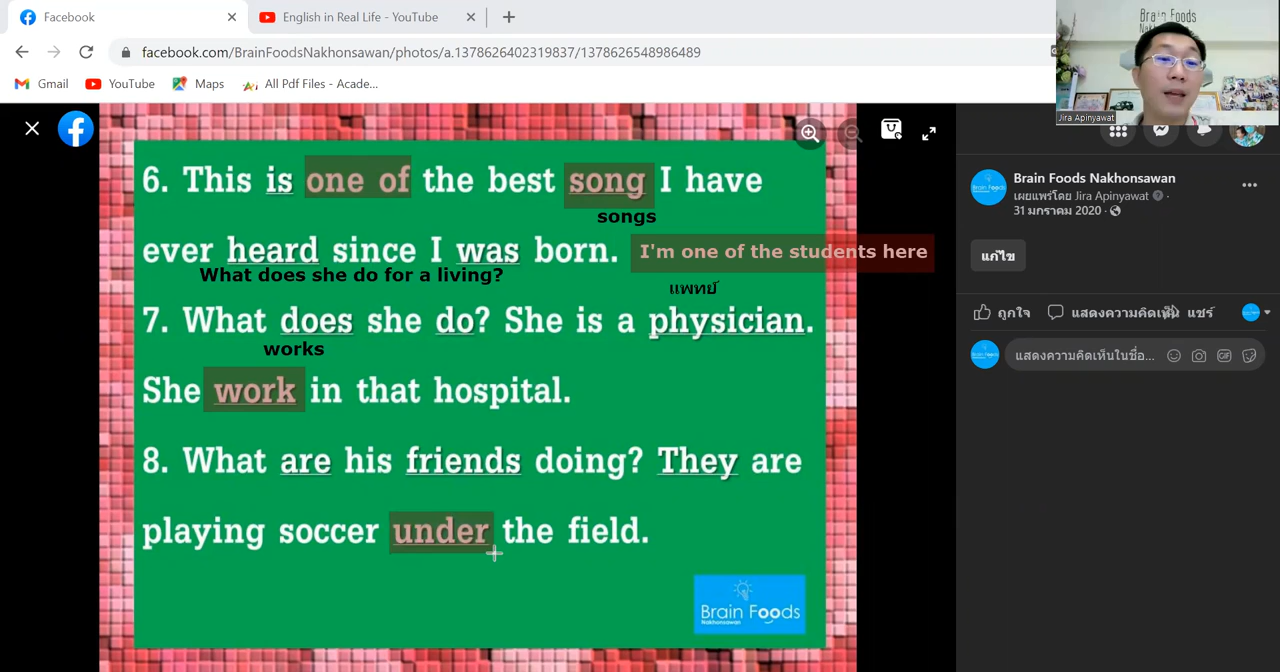 Facebook
English in Real Life - YouTube
facebook.com/BrainFoodsNakhonsawan/photos/a.1378626402319837/1378626548986489
Gmail
YouTube
Maps
All Pdf Files - Acade...
Brain Foods
Jira Apinyawat
6. This is one of the best song I have
songs
ever heard since I was born.
I'm one of the students here
What does she do for a living?
แพทย์
7. What does she do? She is a physician.
works
She work in that hospital.
8. What are his friends doing? They are
playing soccer under the field.
Brain Foods
Nakhonsawan
Brain Foods Nakhonsawan
เผยแพร่โดย Jira Apinyawat
31 มกราคม 2020
แก้ไข
ถูกใจ
แสดงความคิดเห็น
แชร์
แสดงความคิดเห็นในชื่อ...
GIF